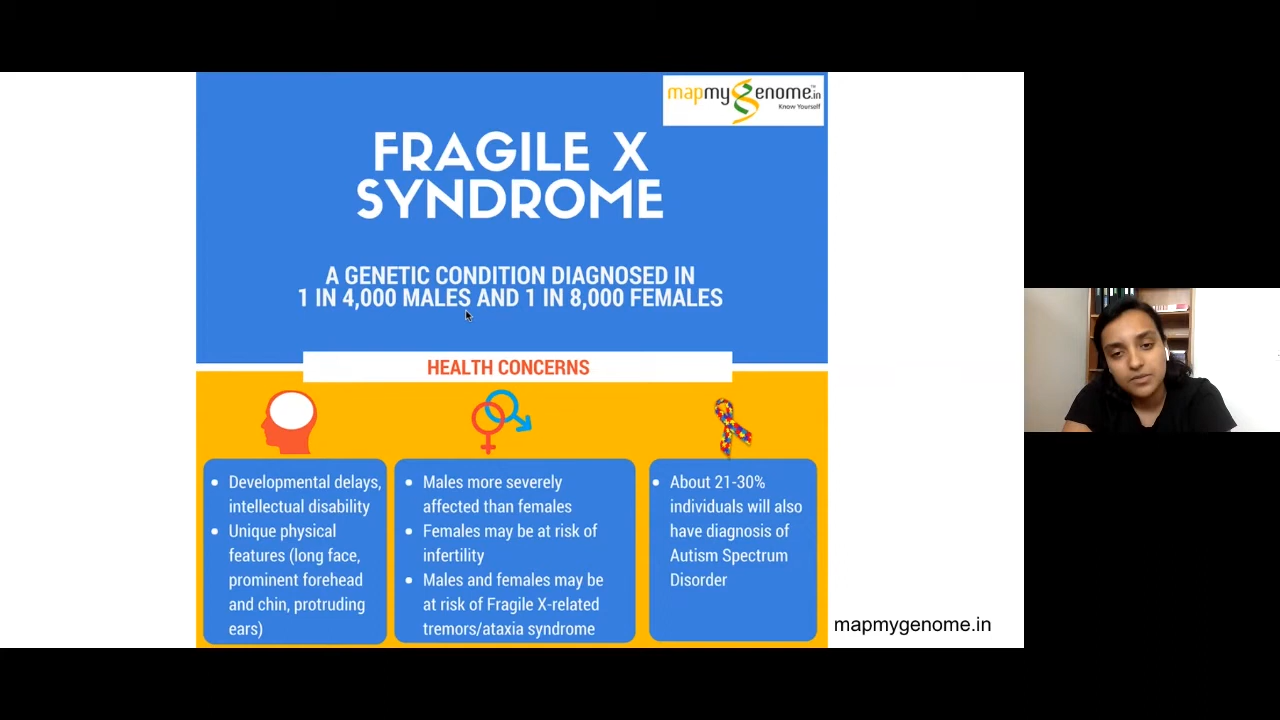 mapmygenome.in
Know Yourself
FRAGILE X
SYNDROME
A GENETIC CONDITION DIAGNOSED IN
1 IN 4,000 MALES AND 1 IN 8,000 FEMALES
HEALTH CONCERNS
• Developmental delays,
intellectual disability
• Unique physical
features (long face,
prominent forehead
and chin, protruding
ears)
• Males more severely
affected than females
• Females may be at risk of
infertility
• Males and females may be
at risk of Fragile X-related
tremors/ataxia syndrome
• About 21-30%
individuals will also
have diagnosis of
Autism Spectrum
Disorder
mapmygenome.in